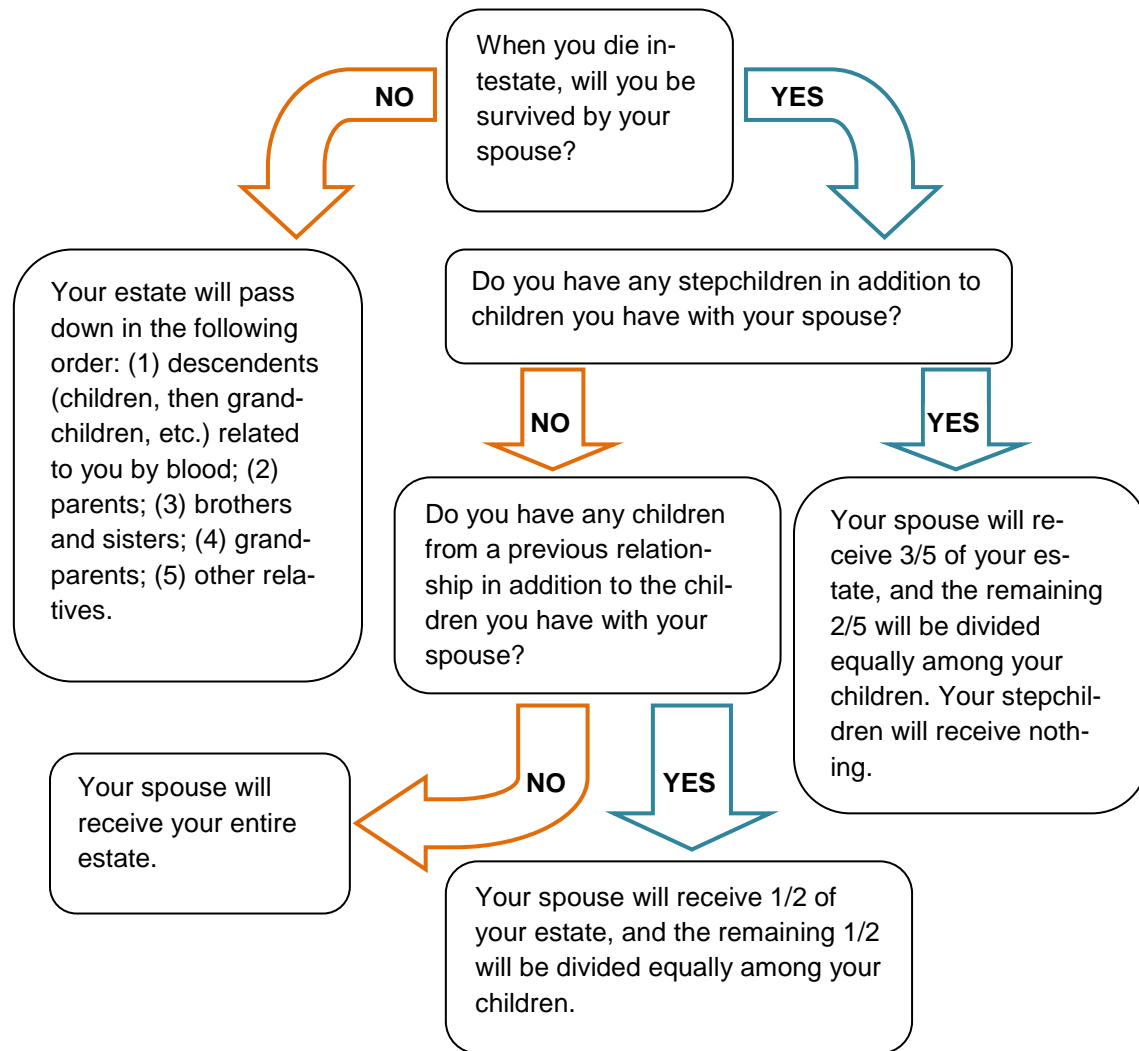 When you die in-
testate, will you be
survived by your
spouse?
NO
YES
Your estate will pass
down in the following
order: (1) descendents
(children, then grand-
children, etc.) related
to you by blood; (2)
parents; (3) brothers
and sisters; (4) grand-
parents; (5) other rela-
tives.
Do you have any stepchildren in addition to
children you have with your spouse?
NO
YES
Do you have any children
from a previous relation-
ship in addition to the chil-
dren you have with your
spouse?
Your spouse will re-
ceive 3/5 of your es-
tate, and the remaining
2/5 will be divided
equally among your
children. Your stepchil-
dren will receive noth-
ing.
NO
YES
Your spouse will
receive your entire
estate.
Your spouse will receive 1/2 of
your estate, and the remaining 1/2
will be divided equally among your
children.